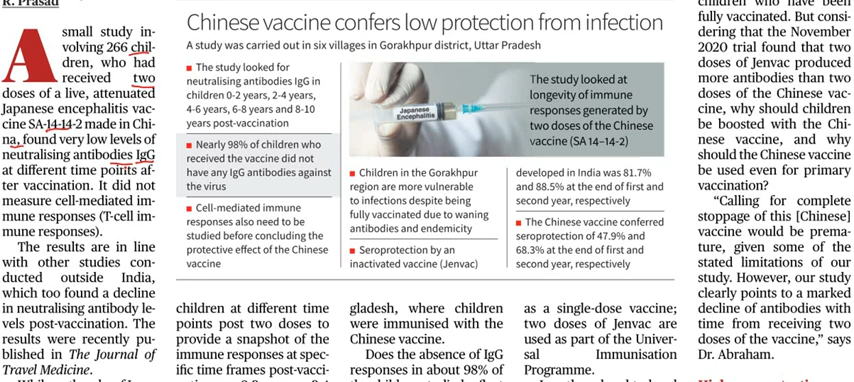 R. Prasad
A small study in-
volving 266 chil-
dren, who had
received two
doses of a live, attenuated
Japanese encephalitis vac-
cine SA-14-14-2 made in Chi-
na, found very low levels of
neutralising antibodies IgG
at different time points af-
ter vaccination. It did not
measure cell-mediated im-
mune responses (T-cell im-
mune responses).
The results are in line
with other studies con-
ducted outside India,
which too found a decline
in neutralising antibody le-
vels post-vaccination. The
results were recently pu-
blished in The Journal of
Travel Medicine.
Chinese vaccine confers low protection from infection
A study was carried out in six villages in Gorakhpur district, Uttar Pradesh
The study looked for
neutralising antibodies IgG in
children 0-2 years, 2-4 years,
4-6 years, 6-8 years and 8-10
years post-vaccination
Nearly 98% of children who
received the vaccine did not
have any IgG antibodies against
the virus
Cell-mediated immune
responses also need to be
studied before concluding the
protective effect of the Chinese
vaccine
Japanese
Encephalitis
The study looked at
longevity of immune
responses generated by
two doses of the Chinese
vaccine (SA 14-14-2)
Children in the Gorakhpur
region are more vulnerable
to infections despite being
fully vaccinated due to waning
antibodies and endemicity
Seroprotection by an
inactivated vaccine (Jenvac)
developed in India was 81.7%
and 88.5% at the end of first and
second year, respectively
The Chinese vaccine conferred
seroprotection of 47.9% and
68.3% at the end of first and
second year, respectively
children at different time
points post two doses to
provide a snapshot of the
immune responses at spec-
ific time frames post-vacci-
gladesh, where children
were immunised with the
Chinese vaccine.
Does the absence of IgG
responses in about 98% of
as a single-dose vaccine;
two doses of Jenvac are
used as part of the Univer-
sal Immunisation
Programme.
children who have been
fully vaccinated. But consi-
dering that the November
2020 trial found that two
doses of Jenvac produced
more antibodies than two
doses of the Chinese vac-
cine, why should children
be boosted with the Chi-
nese vaccine, and why
should the Chinese vaccine
be used even for primary
vaccination?
“Calling for complete
stoppage of this [Chinese]
vaccine would be prema-
ture, given some of the
stated limitations of our
study. However, our study
clearly points to a marked
decline of antibodies with
time from receiving two
doses of the vaccine,” says
Dr. Abraham.